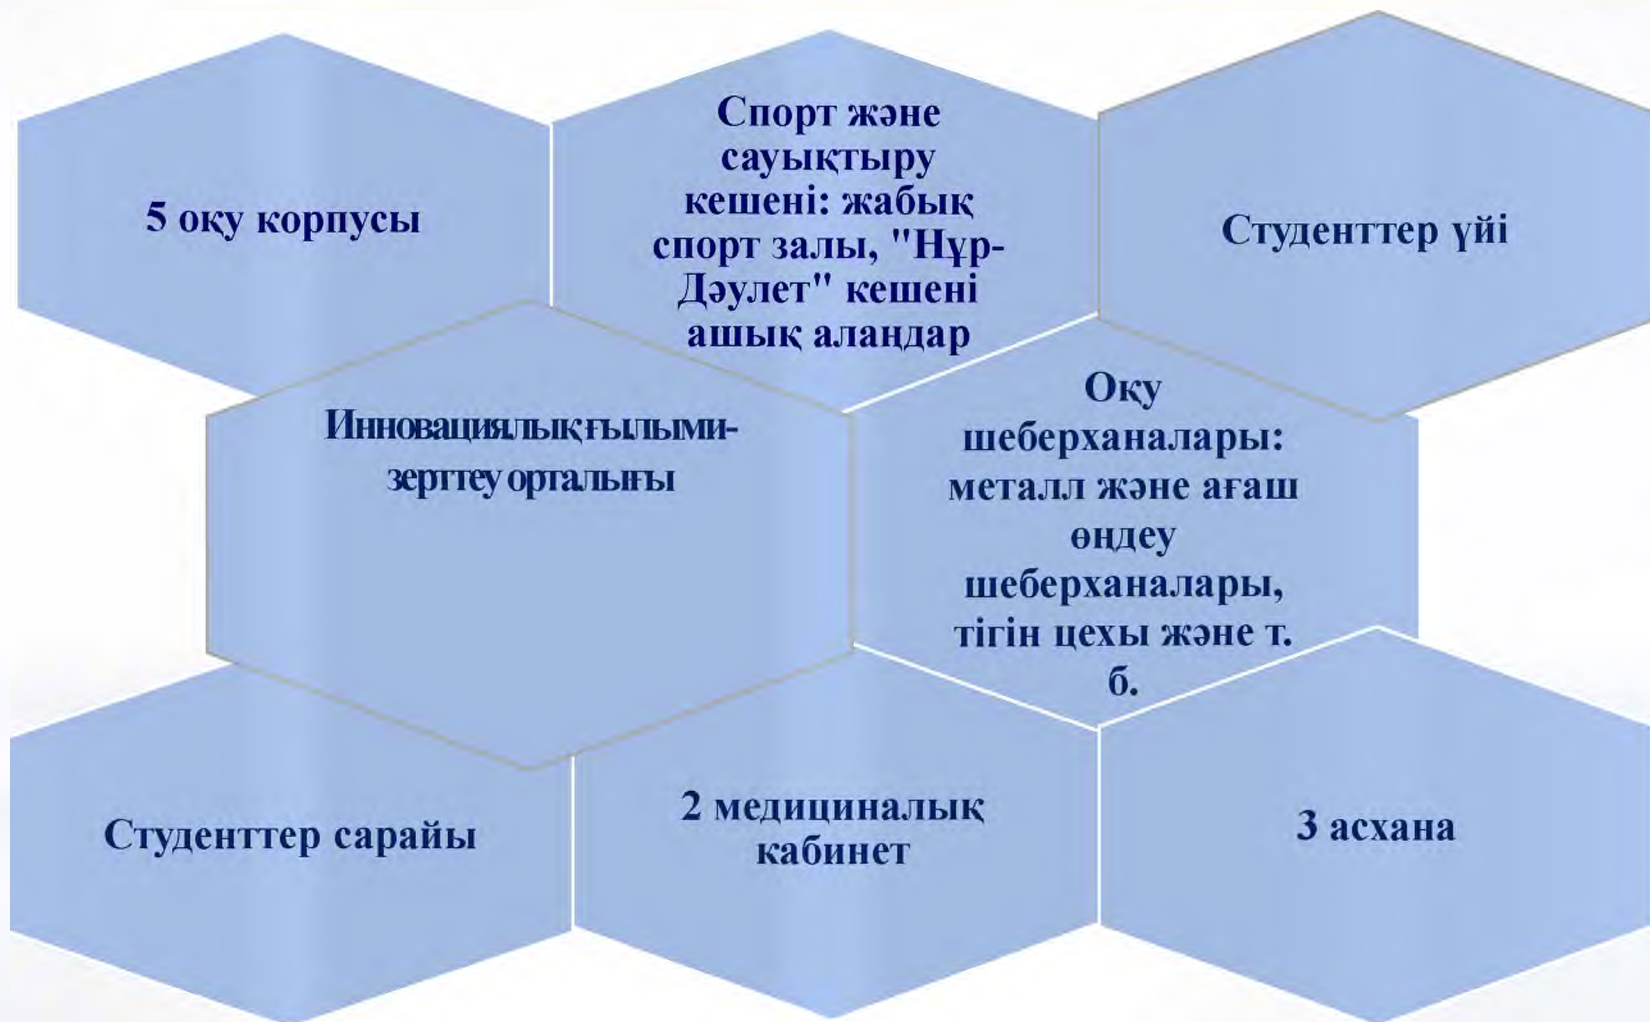 5 оқу корпусы
Спорт және
сауықтыру
кешені: жабық
спорт залы, "Нұр-
Дәулет" кешені
ашық алаңдар
Студенттер үйі
Инновациялық ғылыми-
зерттеу орталығы
Оқу
шеберханалары:
металл және ағаш
өңдеу
шеберханалары,
тігін цехы және т.
б.
Студенттер сарайы
2 медициналық
кабинет
3 асхана